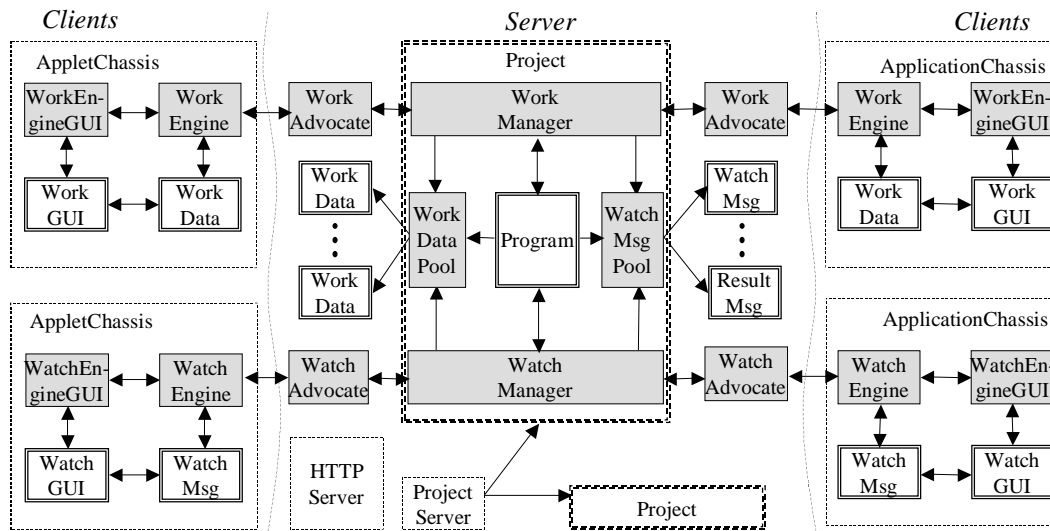 Clients
Server
Clients
AppletChassis
WorkEn-
gineGUI
Work
Engine
Work
GUI
Work
Data
Work
Advocate
Project
Work
Manager
Work
Advocate
ApplicationChassis
Work
Engine
WorkEn-
gineGUI
Work
Data
Work
GUI
Work
Data
Work
Data
Work
Data
Pool
Program
Watch
Msg
Pool
Watch
Msg
Result
Msg
AppletChassis
WatchEn-
gineGUI
Watch
Engine
Watch
GUI
Watch
Msg
Watch
Advocate
Watch
Manager
Watch
Advocate
ApplicationChassis
Watch
Engine
WatchEn-
gineGUI
Watch
Msg
Watch
GUI
HTTP
Server
Project
Server
Project